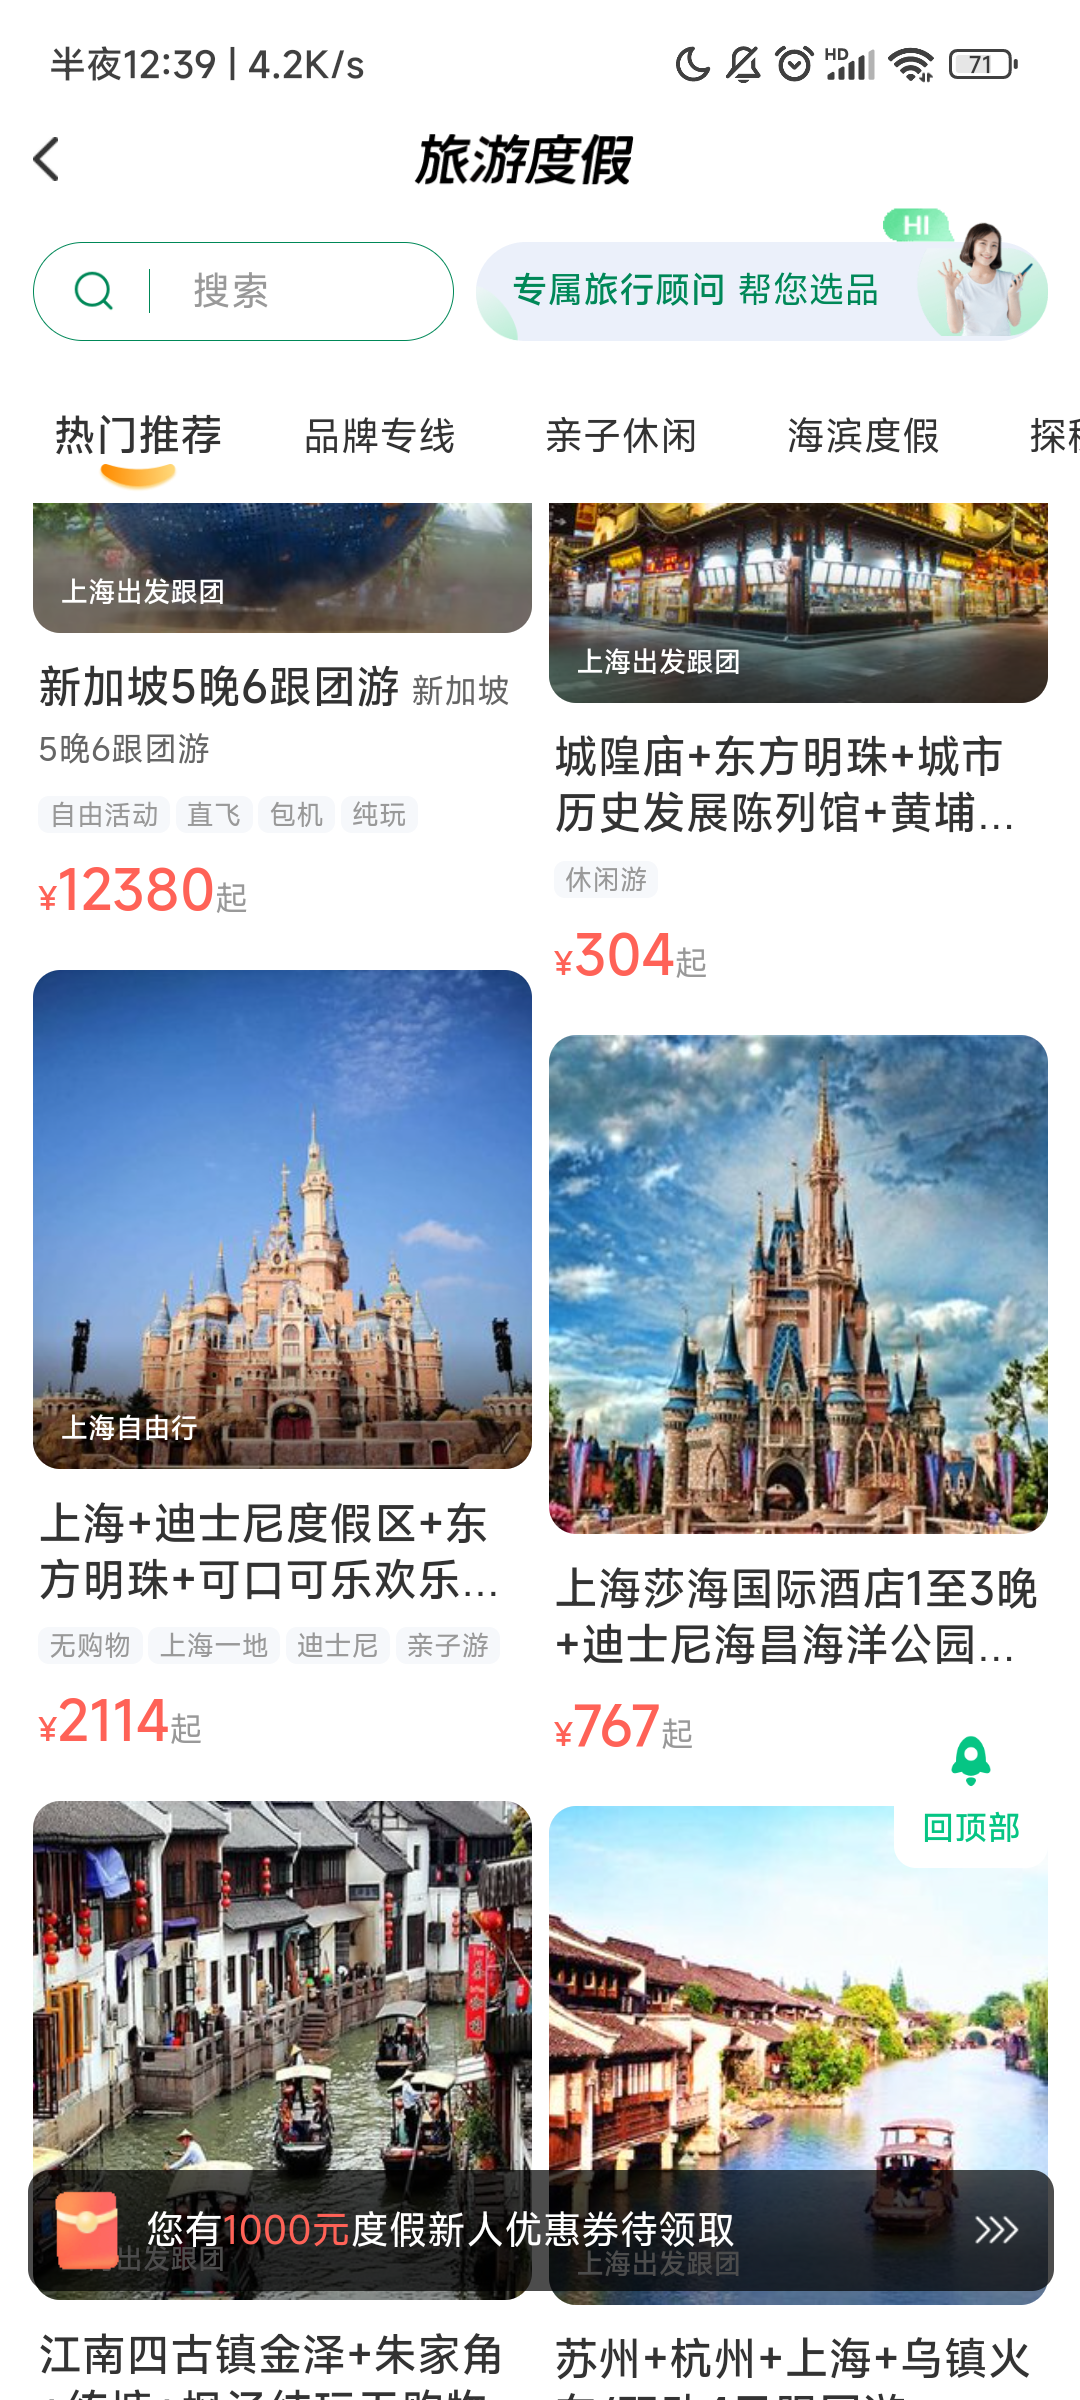 半夜12:39 | 4.2K/s
HD
71
旅游度假
HI
搜索
专属旅行顾问 帮您选品
热门推荐
品牌专线
亲子休闲
海滨度假
上海出发跟团
新加坡5晚6跟团游 新加坡
5晚6跟团游
自由活动 直飞 包机 纯玩
¥12380起
上海出发跟团
城隍庙+东方明珠+城市
历史发展陈列馆+黄埔...
休闲游
¥304起
上海自由行
上海+迪士尼度假区+东
方明珠+可口可乐欢乐...
无购物 上海一地 迪士尼 亲子游
¥2114起
上海莎海国际酒店1至3晚
+迪士尼海昌海洋公园...
¥767起
回顶部
您有1000元度假新人优惠券待领取
出发跟团
上海出发跟团
江南四古镇金泽+朱家角
苏州+杭州+上海+乌镇火